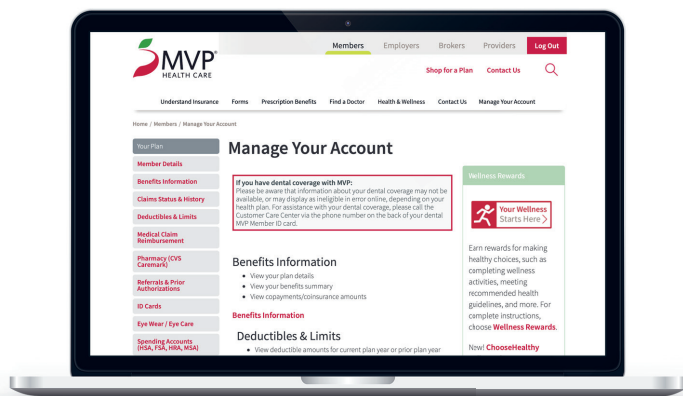 MVP
HEALTH CARE
Members Employers Brokers Providers Log Out
Shop for a Plan Contact Us
Understand Insurance Forms Prescription Benefits Find a Doctor Health & Wellness Contact Us Manage Your Account
Home / Members / Manage Your Account
Your Plan
Member Details
Benefits Information
Claims Status & History
Deductibles & Limits
Medical Claim
Reimbursement
Pharmacy (CVS
Caremark)
Referrals & Prior
Authorizations
ID Cards
Eye Wear / Eye Care
Spending Accounts
(HSA, FSA, HRA, MSA)
Manage Your Account
If you have dental coverage with MVP:
Please be aware that information about your dental coverage may not be
available, or may display as ineligible in error online, depending on your
health plan. For assistance with your dental coverage, please call the
Customer Care Center via the phone number on the back of your dental
MVP Member ID card.
Benefits Information
• View your plan details
• View your benefits summary
• View copayments/coinsurance amounts
Benefits Information
Deductibles & Limits
• View deductible amounts for current plan year or prior plan year
Wellness Rewards
Your Wellness
Starts Here
Earn rewards for making
healthy choices, such as
completing wellness
activities, meeting
recommended health
guidelines, and more. For
complete instructions,
choose Wellness Rewards.
New! ChooseHealthy